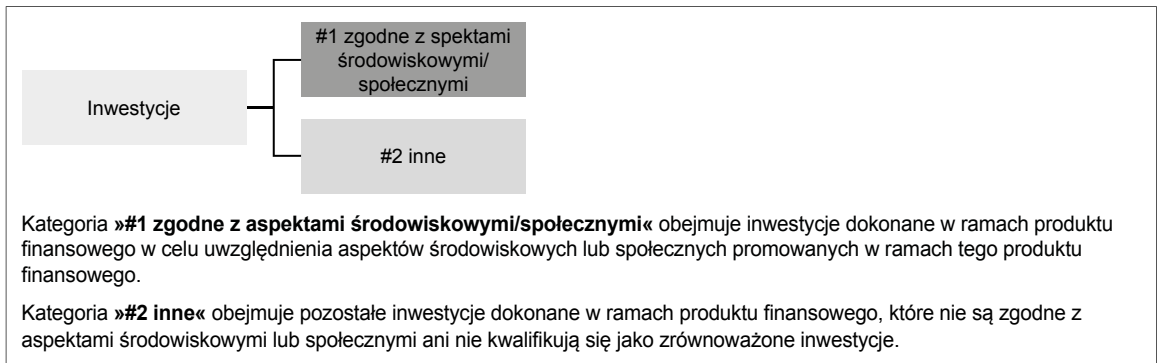 #1 zgodne z spektami
środowiskowymi/
społecznymi
Inwestycje
#2 inne
Kategoria »#1 zgodne z aspektami środowiskowymi/społecznymi« obejmuje inwestycje dokonane w ramach produktu
finansowego w celu uwzględnienia aspektów środowiskowych lub społecznych promowanych w ramach tego produktu
finansowego.
Kategoria »#2 inne« obejmuje pozostałe inwestycje dokonane w ramach produktu finansowego, które nie są zgodne z
aspektami środowiskowymi lub społecznymi ani nie kwalifikują się jako zrównoważone inwestycje.